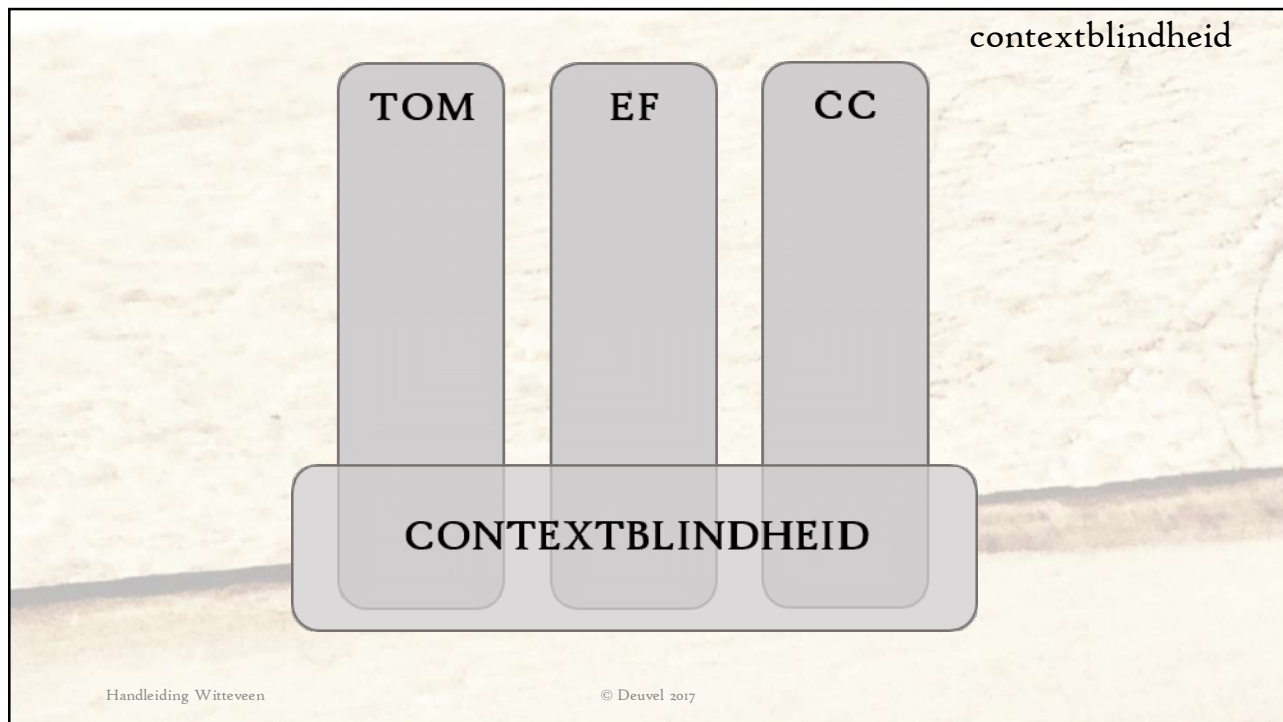 contextblindheid
TOM
EF
CC
CONTEXTBLINDHEID
Handleiding Witteveen
© Deuvel 2017